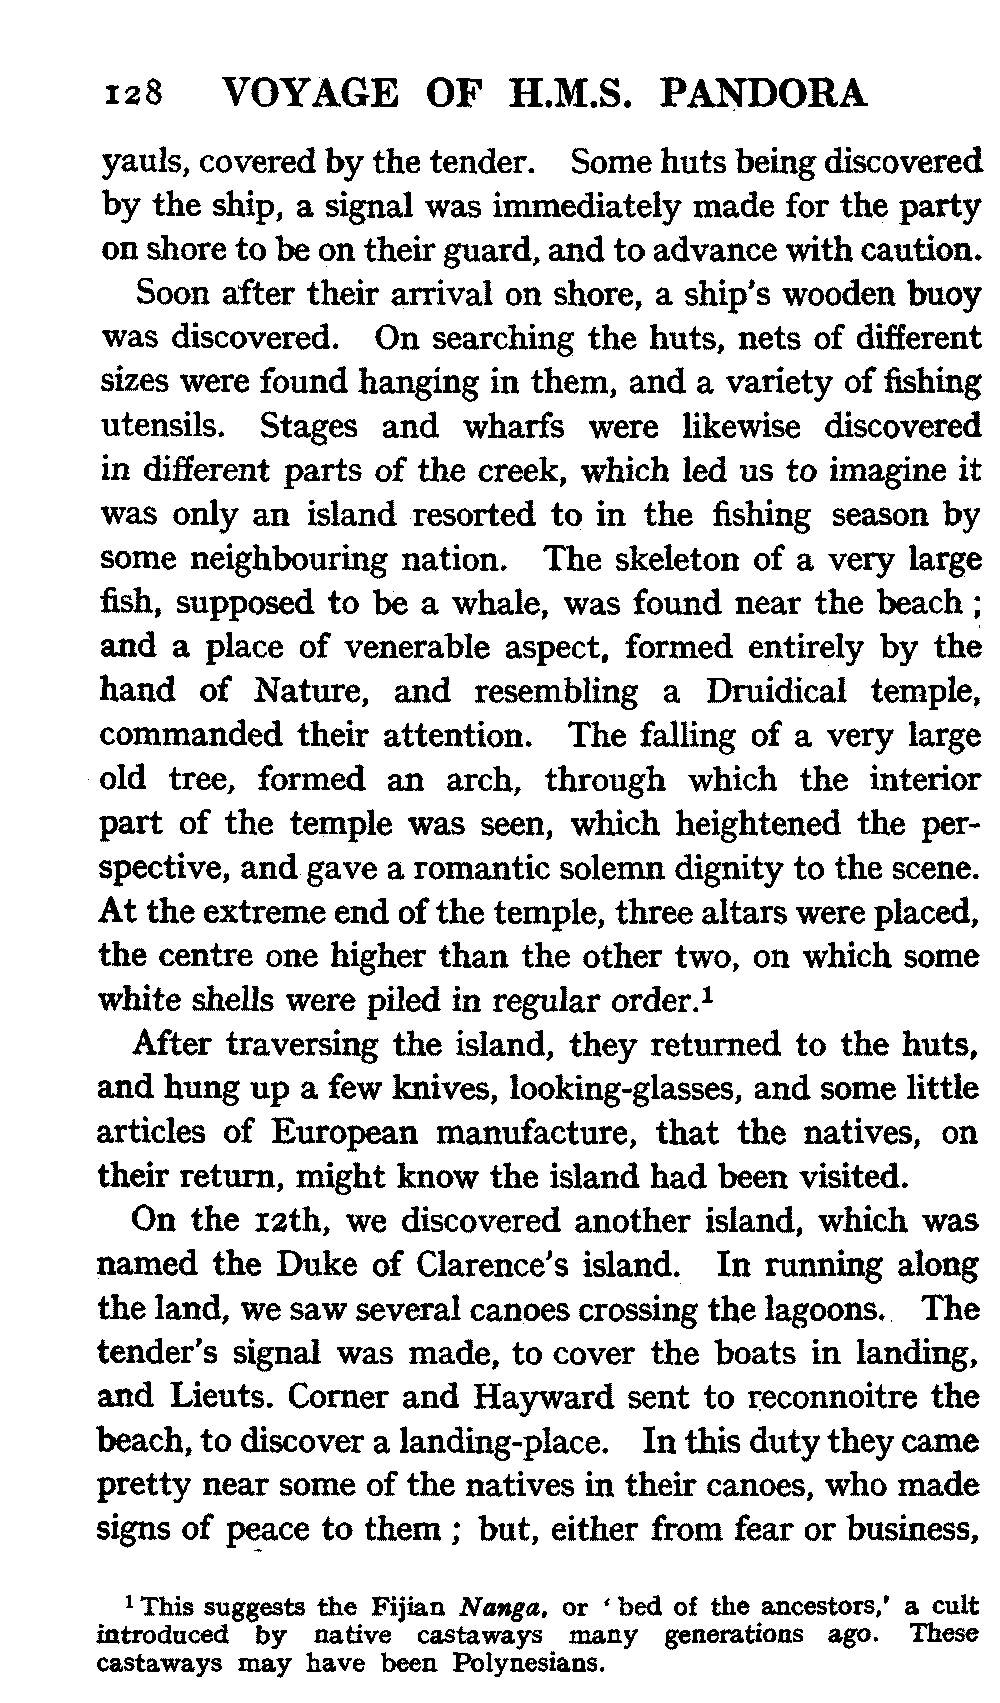 128 VOYAGE OF H.M.S. PANDORA
yauls, covered by the tender. Some huts being discovered
by the ship, a signal was immediately made for the party
on shore to be on their guard, and to advance with caution.
Soon after their arrival on shore, a ship's wooden buoy
was discovered. On searching the huts, nets of different
sizes were found hanging in them, and a variety of fishing
utensils. Stages and wharfs were likewise discovered
in different parts of the creek, which led us to imagine it
was only an island resorted to in the fishing season by
some neighbouring nation. The skeleton of a very large
fish, supposed to be a whale, was found near the beach ;
and a place of venerable aspect, formed entirely by the
hand of Nature, and resembling a Druidical temple,
commanded their attention. The falling of a very large
old tree, formed an arch, through which the interior
part of the temple was seen, which heightened the per-
spective, and gave a romantic solemn dignity to the scene.
At the extreme end of the temple, three altars were placed,
the centre one higher than the other two, on which some
white shells were piled in regular order.¹
After traversing the island, they returned to the huts,
and hung up a few knives, looking-glasses, and some little
articles of European manufacture, that the natives, on
their return, might know the island had been visited.
On the 12th, we discovered another island, which was
named the Duke of Clarence's island. In running along
the land, we saw several canoes crossing the lagoons. The
tender's signal was made, to cover the boats in landing,
and Lieuts. Corner and Hayward sent to reconnoitre the
beach, to discover a landing-place. In this duty they came
pretty near some of the natives in their canoes, who made
signs of peace to them ; but, either from fear or business,
¹ This suggests the Fijian Nanga, or ‘ bed of the ancestors,’ a cult
introduced by native castaways many generations ago. These
castaways may have been Polynesians.